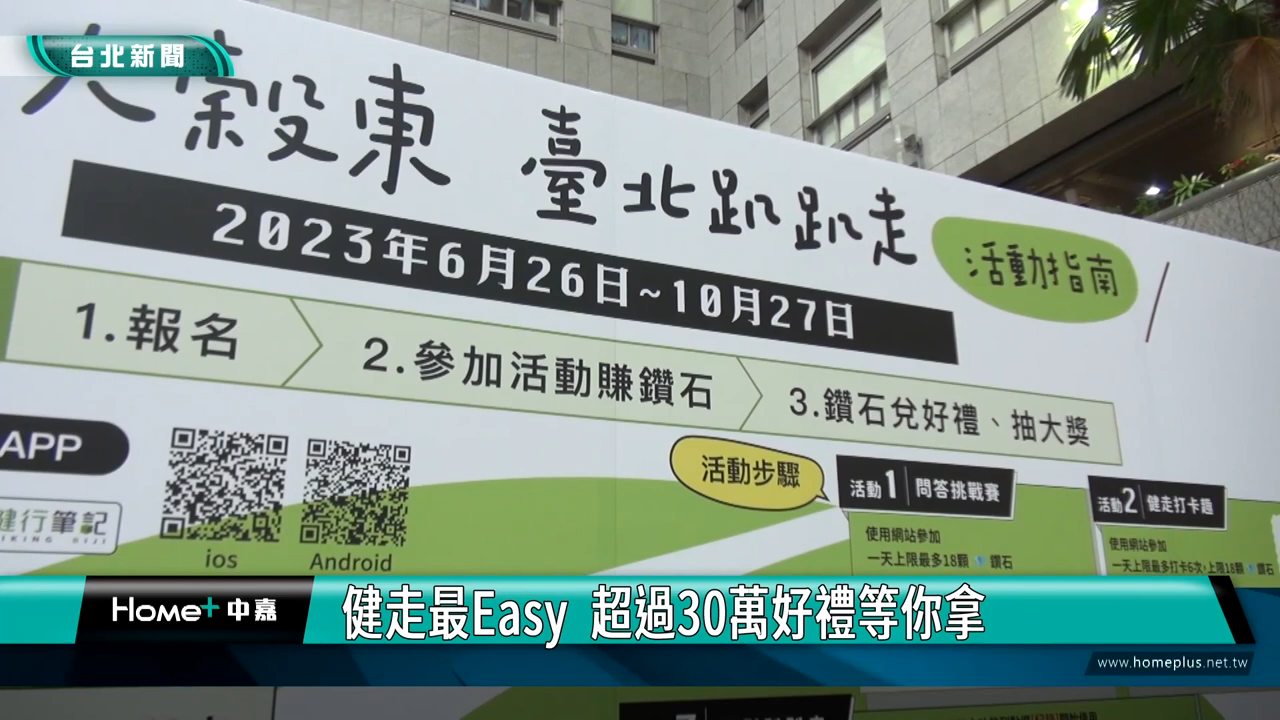 台北新聞
大穀東 臺北趴趴走 活動指南
2023年6月26日~10月27日
1.報名
2.參加活動賺鑽石
3.鑽石兌好禮、抽大獎
APP
健行筆記
HIKING BIJI
ios
Android
活動步驟
活動1 問答挑戰賽
使用網站參加
一天上限最多18顆 鑽石
活動2 健走打卡趣
使用網站參加
一天上限最多打卡6次，上限18顆 鑽石
Home+中嘉
健走最Easy 超過30萬好禮等你拿
www.homeplus.net.tw